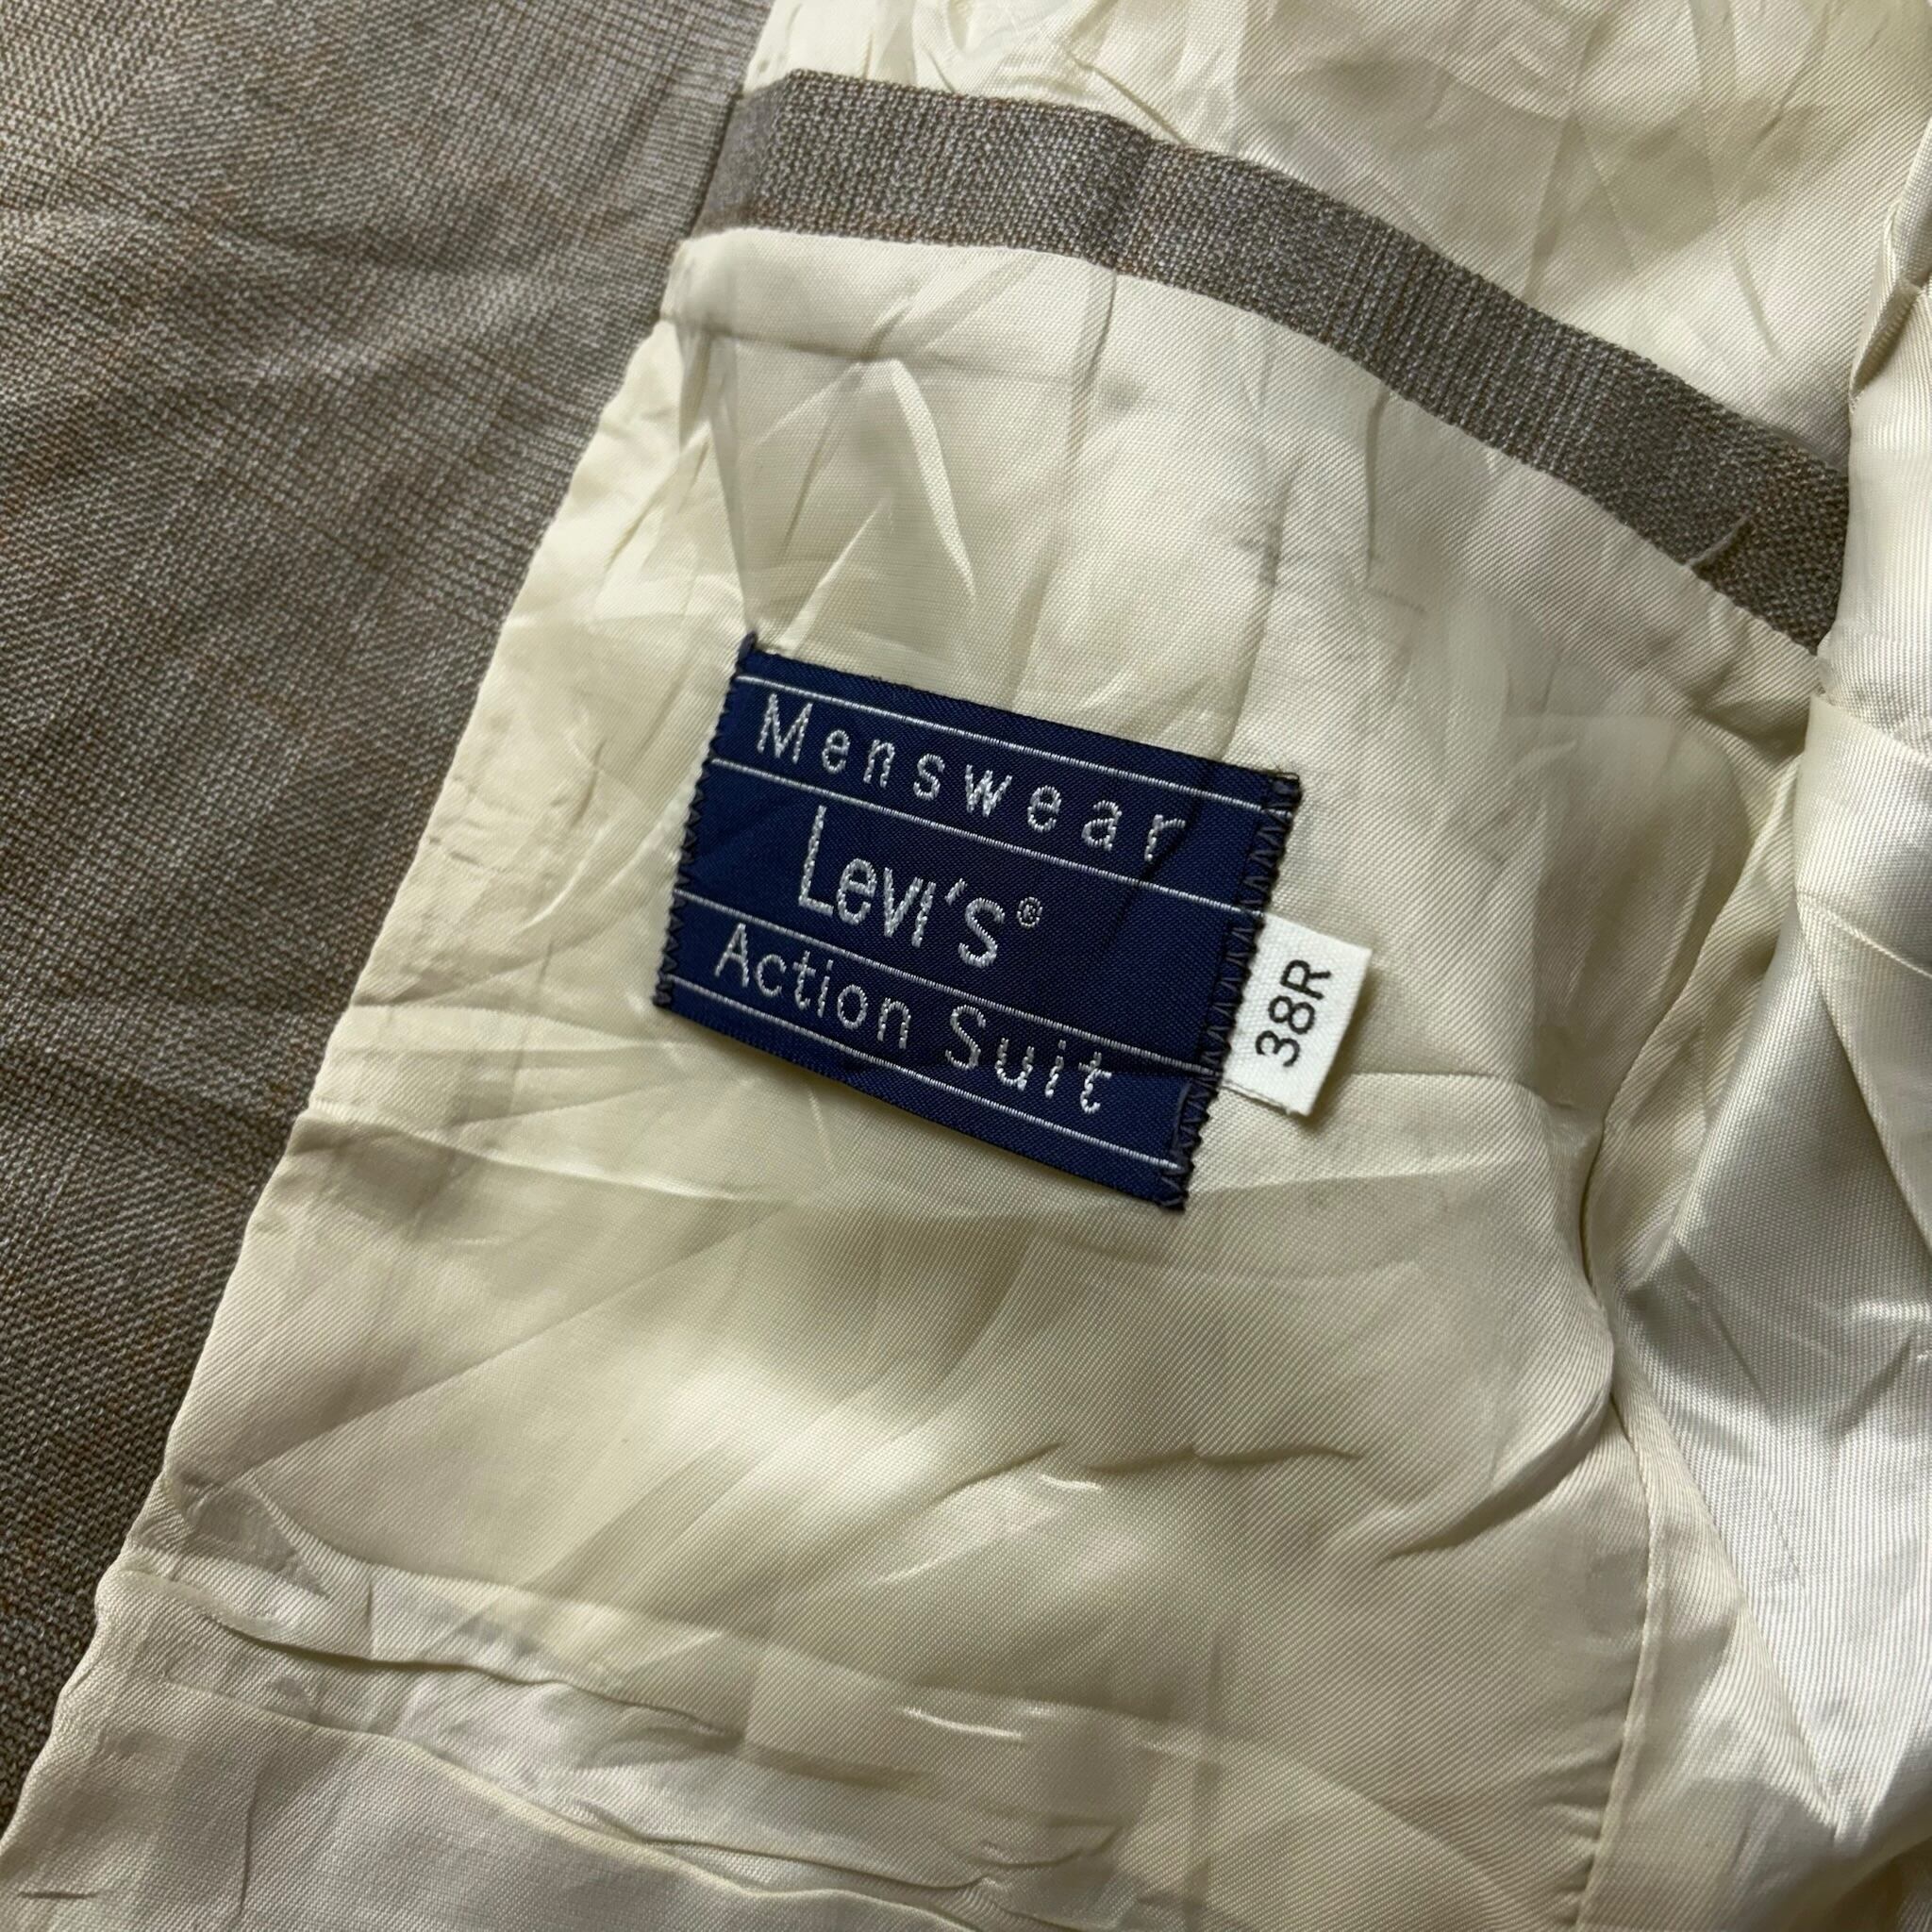 Menswear
Levi's®
Action Suit
38R